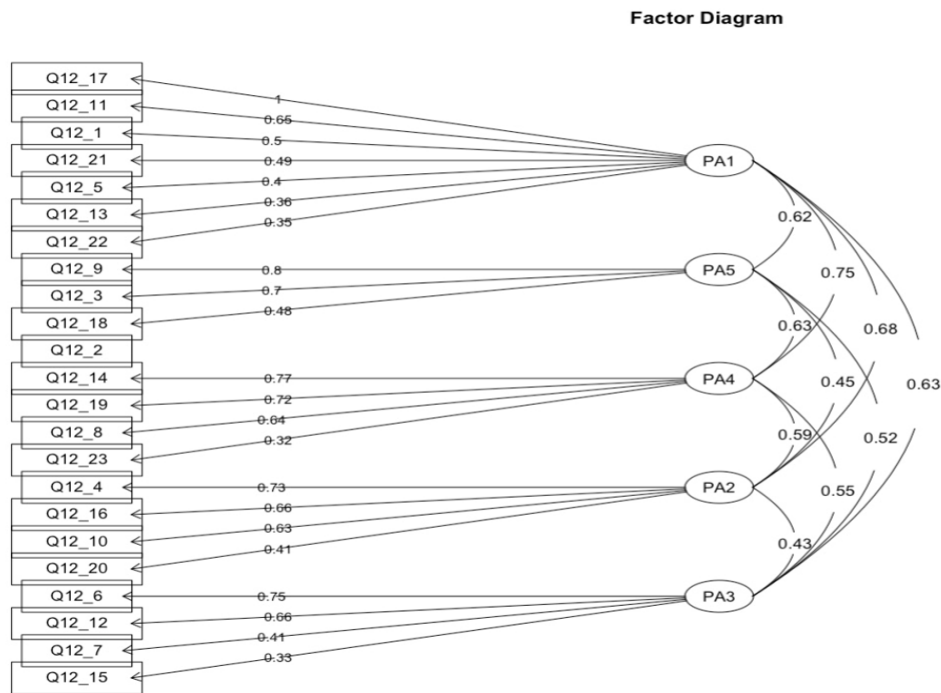 Factor Diagram
Q12_17
Q12_11
Q12_1
Q12_21
Q12_5
Q12_13
Q12_22
Q12_9
Q12_3
Q12_18
Q12_2
Q12_14
Q12_19
Q12_8
Q12_23
Q12_4
Q12_16
Q12_10
Q12_20
Q12_6
Q12_12
Q12_7
Q12_15
1
0.65
0.5
0.49
0.4
0.36
0.35
0.8
0.7
0.48
0.77
0.72
0.64
0.32
0.73
0.66
0.63
0.41
0.75
0.66
0.41
0.33
PA1
PA5
PA4
PA2
PA3
0.62
0.63
0.59
0.43
0.75
0.45
0.55
0.68
0.52
0.63